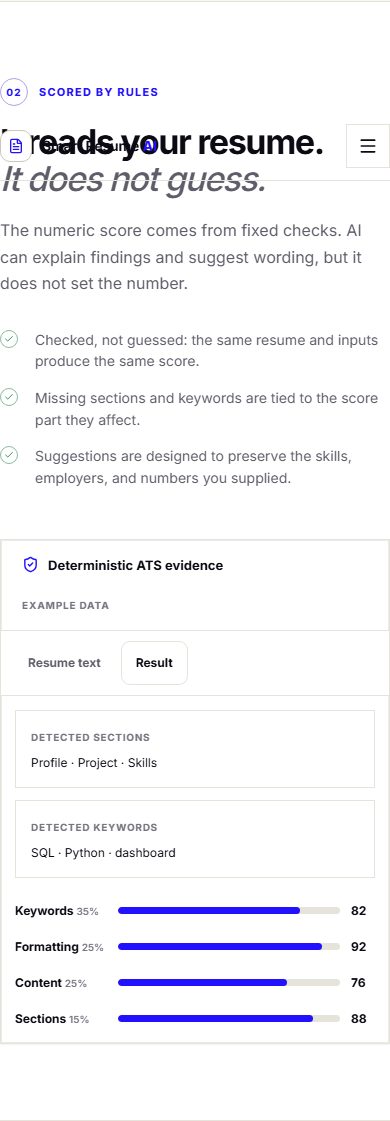 02 SCORED BY RULES
reads your resume.
Smart Resume AI
It does not guess.
The numeric score comes from fixed checks. AI
can explain findings and suggest wording, but it
does not set the number.
Checked, not guessed: the same resume and inputs
produce the same score.
Missing sections and keywords are tied to the score
part they affect.
Suggestions are designed to preserve the skills,
employers, and numbers you supplied.
Deterministic ATS evidence
EXAMPLE DATA
Resume text Result
DETECTED SECTIONS
Profile · Project · Skills
DETECTED KEYWORDS
SQL · Python · dashboard
Keywords 35% 82
Formatting 25% 92
Content 25% 76
Sections 15% 88